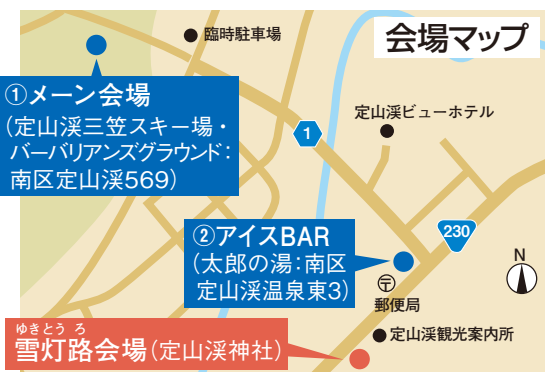 会場マップ
臨時駐車場
①メーン会場
(定山渓三笠スキー場・
バーバリアンズグラウンド:
南区定山渓569)
1
定山渓ビューホテル
②アイスBAR
(太郎の湯:南区
定山渓温泉東3)
230
N
〒
郵便局
定山渓観光案内所
ゆきとうろ
雪灯路会場(定山渓神社)